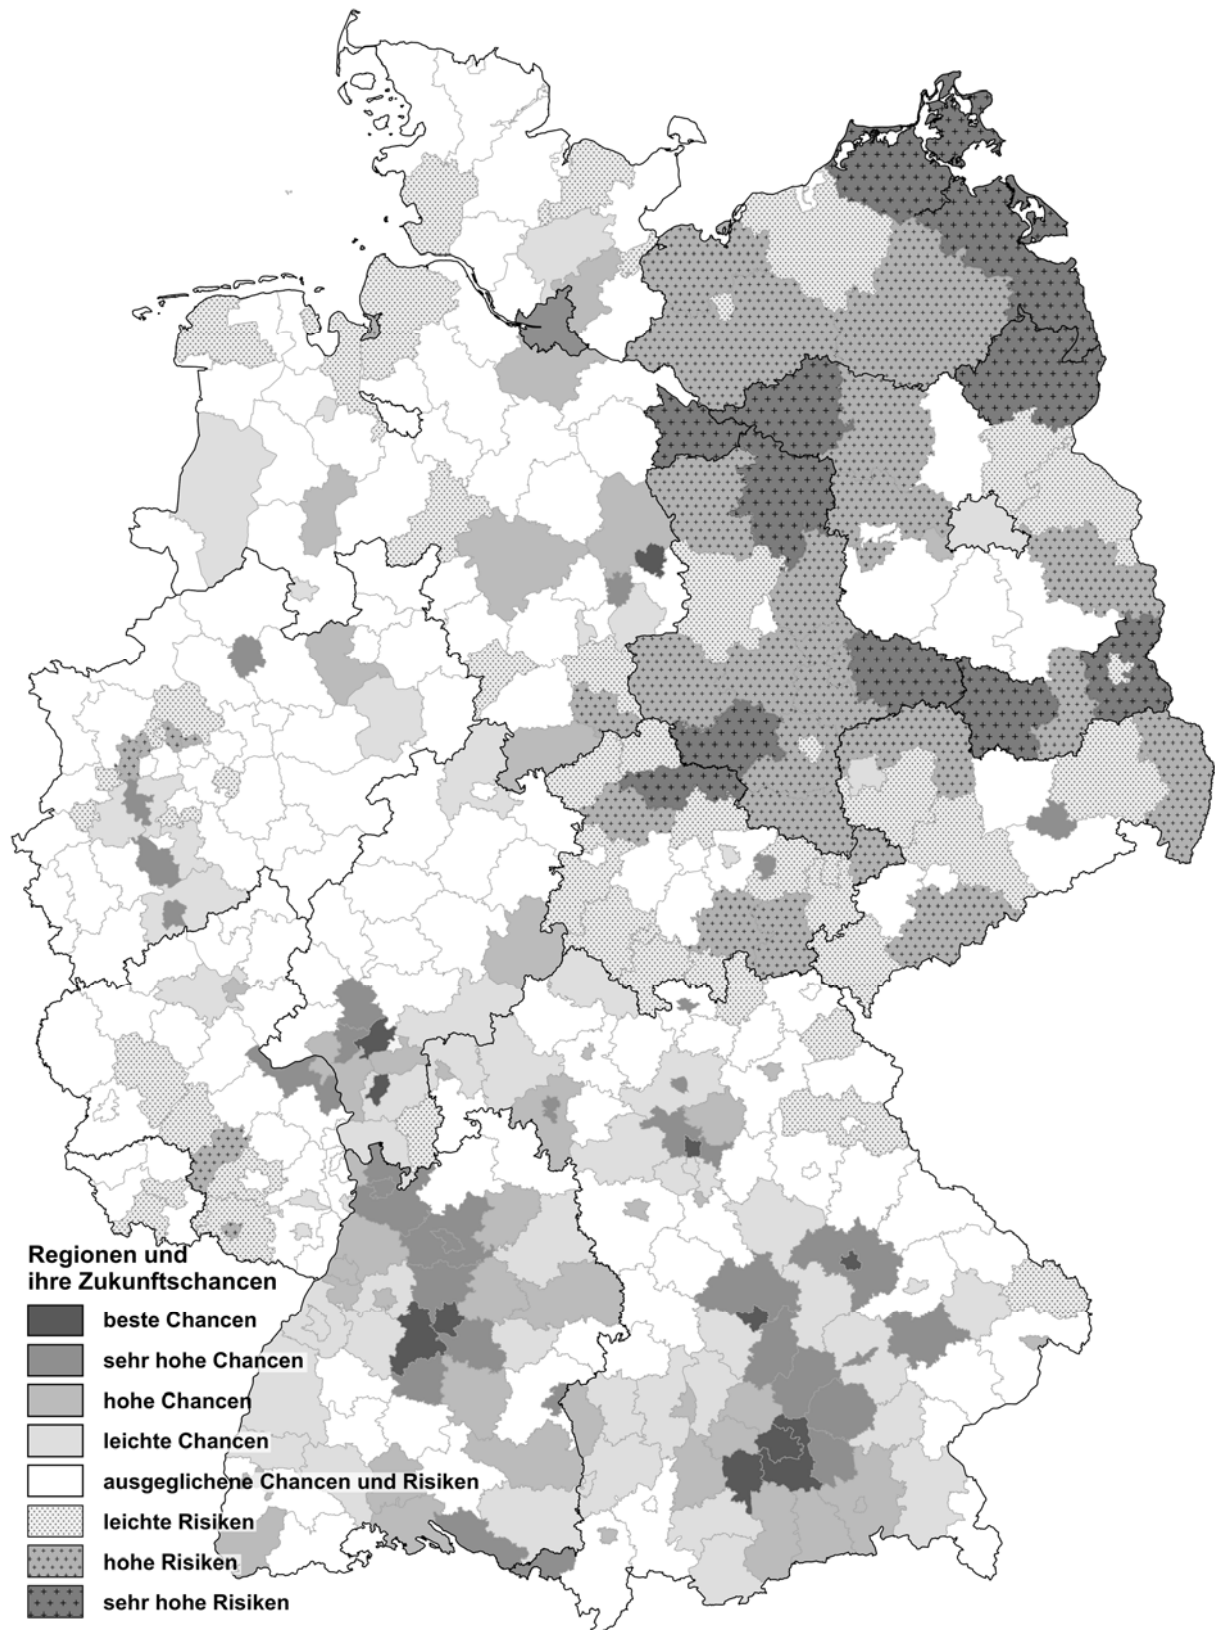 Regionen und
ihre Zukunftschancen
beste Chancen
sehr hohe Chancen
hohe Chancen
leichte Chancen
ausgeglichene Chancen und Risiken
leichte Risiken
hohe Risiken
sehr hohe Risiken